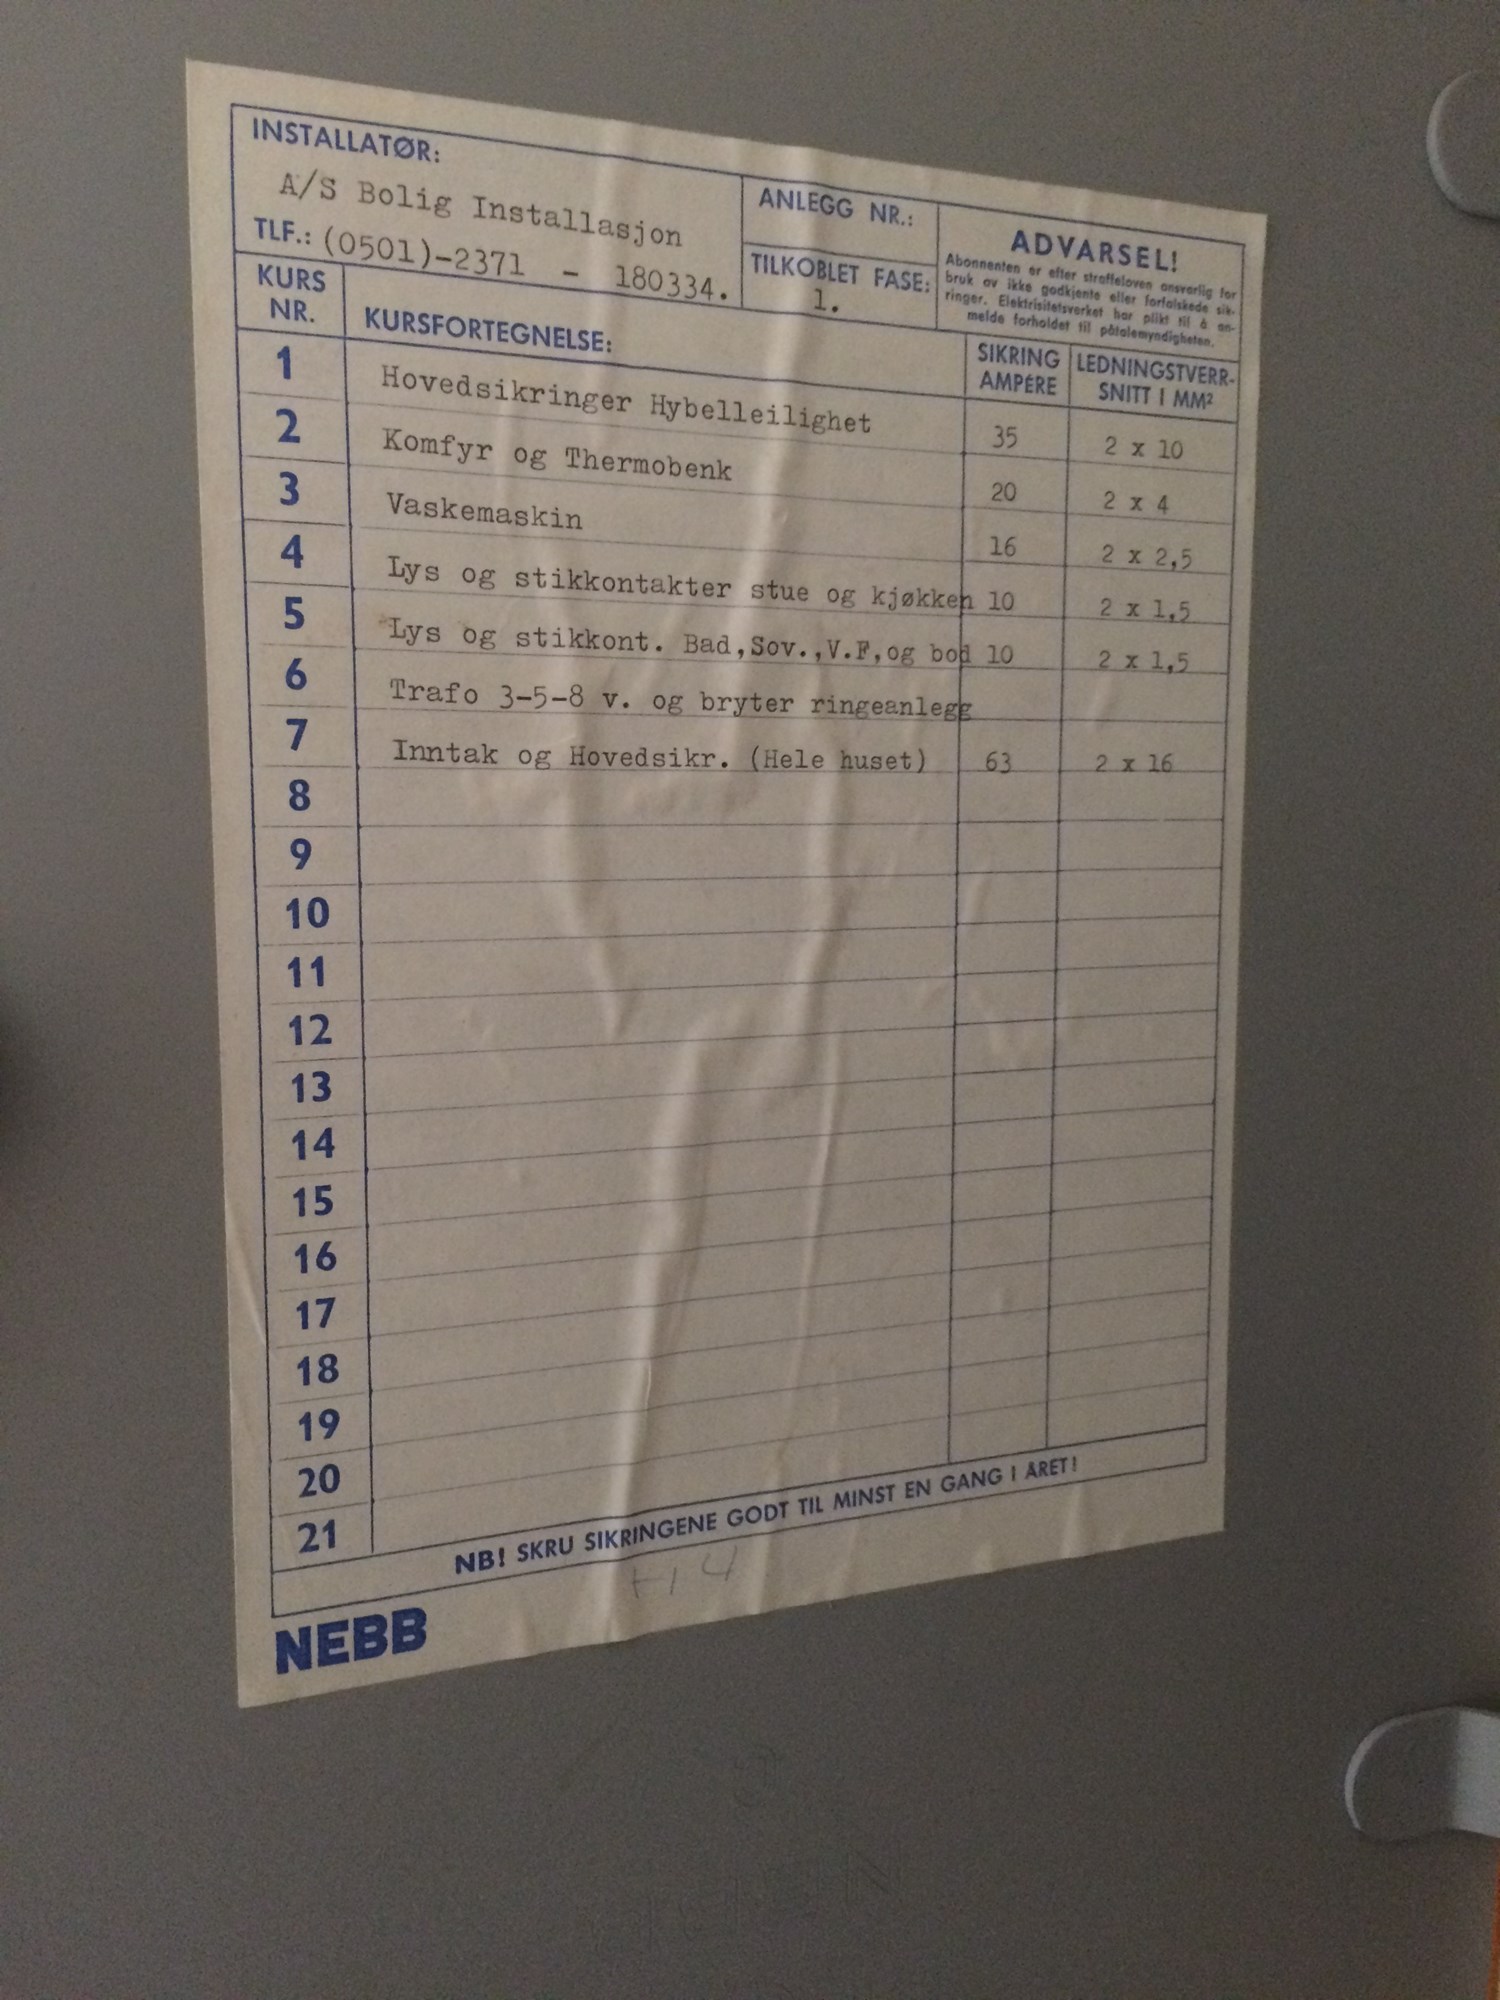 INSTALLATØR:
A/S Bolig Installasjon
TLF.: (0501)-2371 - 180334.
ANLEGG NR.:
TILKOBLET FASE:
1.
ADVARSEL!
Abonnenten er efter straffeloven ansvarlig for
bruk av ikke godkjente eller forfalskede sik-
ringer. Elektrisitetsverket har plikt til å an-
melde forholdet til påtalemyndigheten.
KURS NR. KURSFORTEGNELSE: SIKRING AMPÉRE LEDNINGSTVERR-SNITT I MM²
1 Hovedsikringer Hybelleilighet 35 2 x 10
2 Komfyr og Thermobenk 20 2 x 4
3 Vaskemaskin 16 2 x 2,5
4 Lys og stikkontakter stue og kjøkken 10 2 x 1,5
5 Lys og stikkont. Bad,Sov.,V.F,og bod 10 2 x 1,5
6 Trafo 3-5-8 v. og bryter ringeanlegg
7 Inntak og Hovedsikr. (Hele huset) 63 2 x 16
8
9
10
11
12
13
14
15
16
17
18
19
20
21
NB! SKRU SIKRINGENE GODT TIL MINST EN GANG I ÅRET!
H 4
NEBB